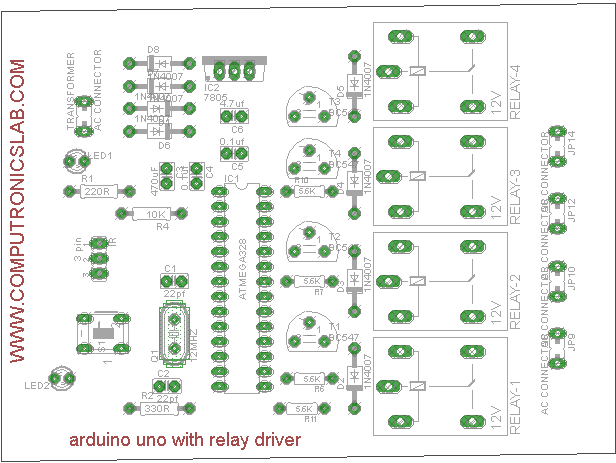 WWW.COMPUTRONICSLAB.COM
TRANSFORMER
AC CONNECTOR
D8
1N4007
1N4007
1N4007
D6
IC2
7805
4.7uf
C6
0.1uf
C5
LED1
R1
220R
470uf
C3
C4
10K
R4
IC1
ATMEGA328
3 pin
IR
3
C1
22pf
S1
1
2
Q1
12MHZ
C2
22pf
LED2
R2
330R
T3
BC547
D5
1N4007
T4
BC547
R10
5.6K
D4
1N4007
T2
BC547
5.6K
R7
D3
1N4007
T1
BC547
5.6K
R6
D2
1N4007
5.6K
R11
12V
RELAY-4
12V
RELAY-3
12V
RELAY-2
12V
RELAY-1
AC CONNECTOR
JP14
AC CONNECTOR
JP12
AC CONNECTOR
JP10
AC CONNECTOR
JP9
arduino uno with relay driver